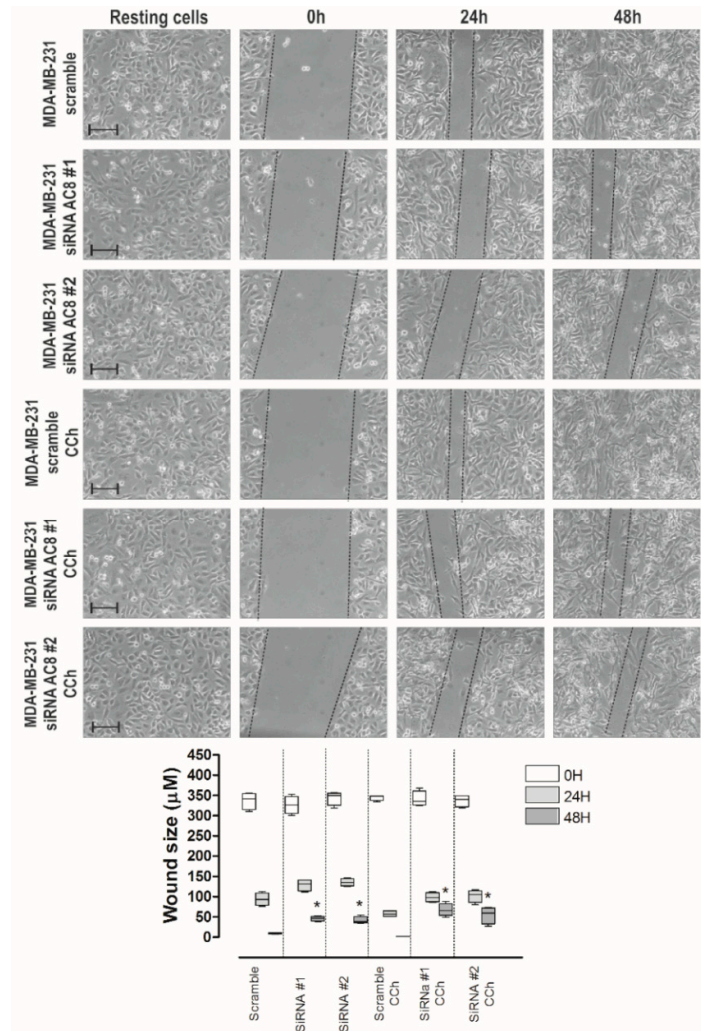 Resting cells 0h 24h 48h
MDA-MB-231
scramble
MDA-MB-231
siRNA AC8 #1
MDA-MB-231
siRNA AC8 #2
MDA-MB-231
scramble
CCh
MDA-MB-231
siRNA AC8 #1
CCh
MDA-MB-231
siRNA AC8 #2
CCh
Wound size (µM)
450
400
350
300
250
200
150
100
50
0
* * * *
0H
24H
48H
Scramble
SiRNA #1
SiRNA #2
Scramble
CCh
SiRNa #1
CCh
SiRNA #2
CCh